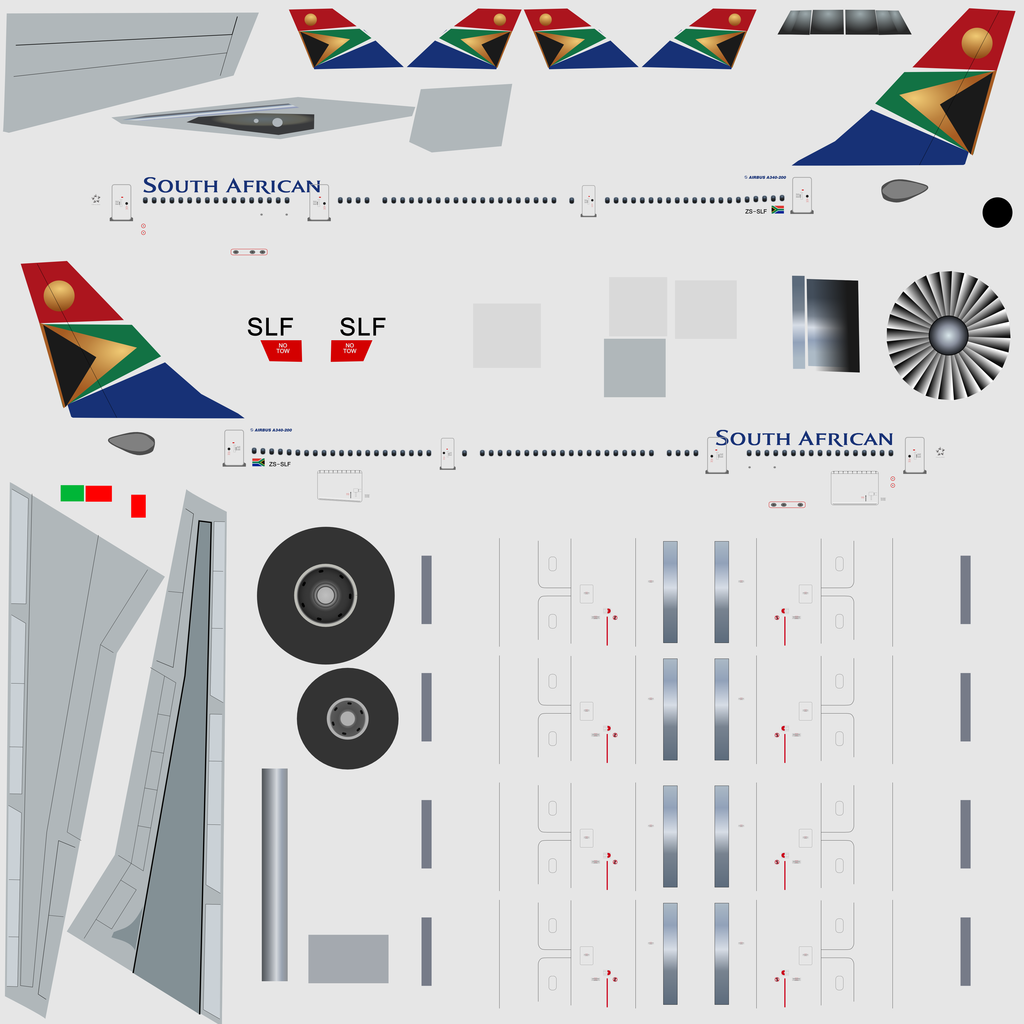 SOUTH AFRICAN
AIRBUS A340-200
ZS-SLF
SLF
SLF
NO
TOW
NO
TOW
AIRBUS A340-200
SOUTH AFRICAN
ZS-SLF